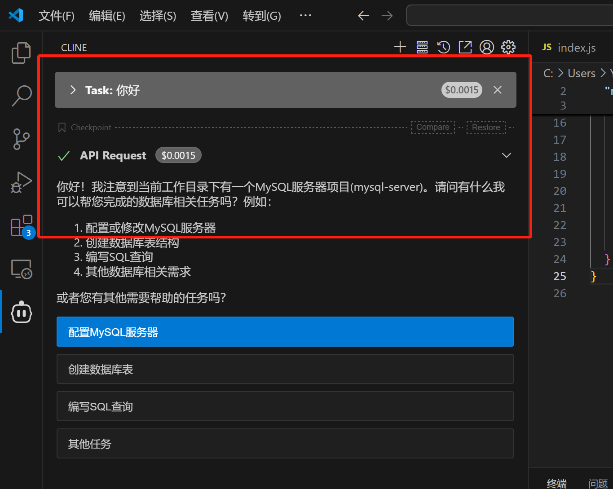 文件(F) 编辑(E) 选择(S) 查看(V) 转到(G) ···
CLINE
JS index.js
Task: 你好 $0.0015
C: > Users >
2
3
Checkpoint Compare Restore
API Request $0.0015
你好！我注意到当前工作目录下有一个MySQL服务器项目(mysql-server)。请问有什么我
可以帮您完成的数据库相关任务吗？例如：
1. 配置或修改MySQL服务器
2. 创建数据库表结构
3. 编写SQL查询
4. 其他数据库相关需求
或者您有其他需要帮助的任务吗？
配置MySQL服务器
创建数据库表
编写SQL查询
其他任务
3
16
17
18
19
20
21
22
23
24 }
25 }
26
终端 问题